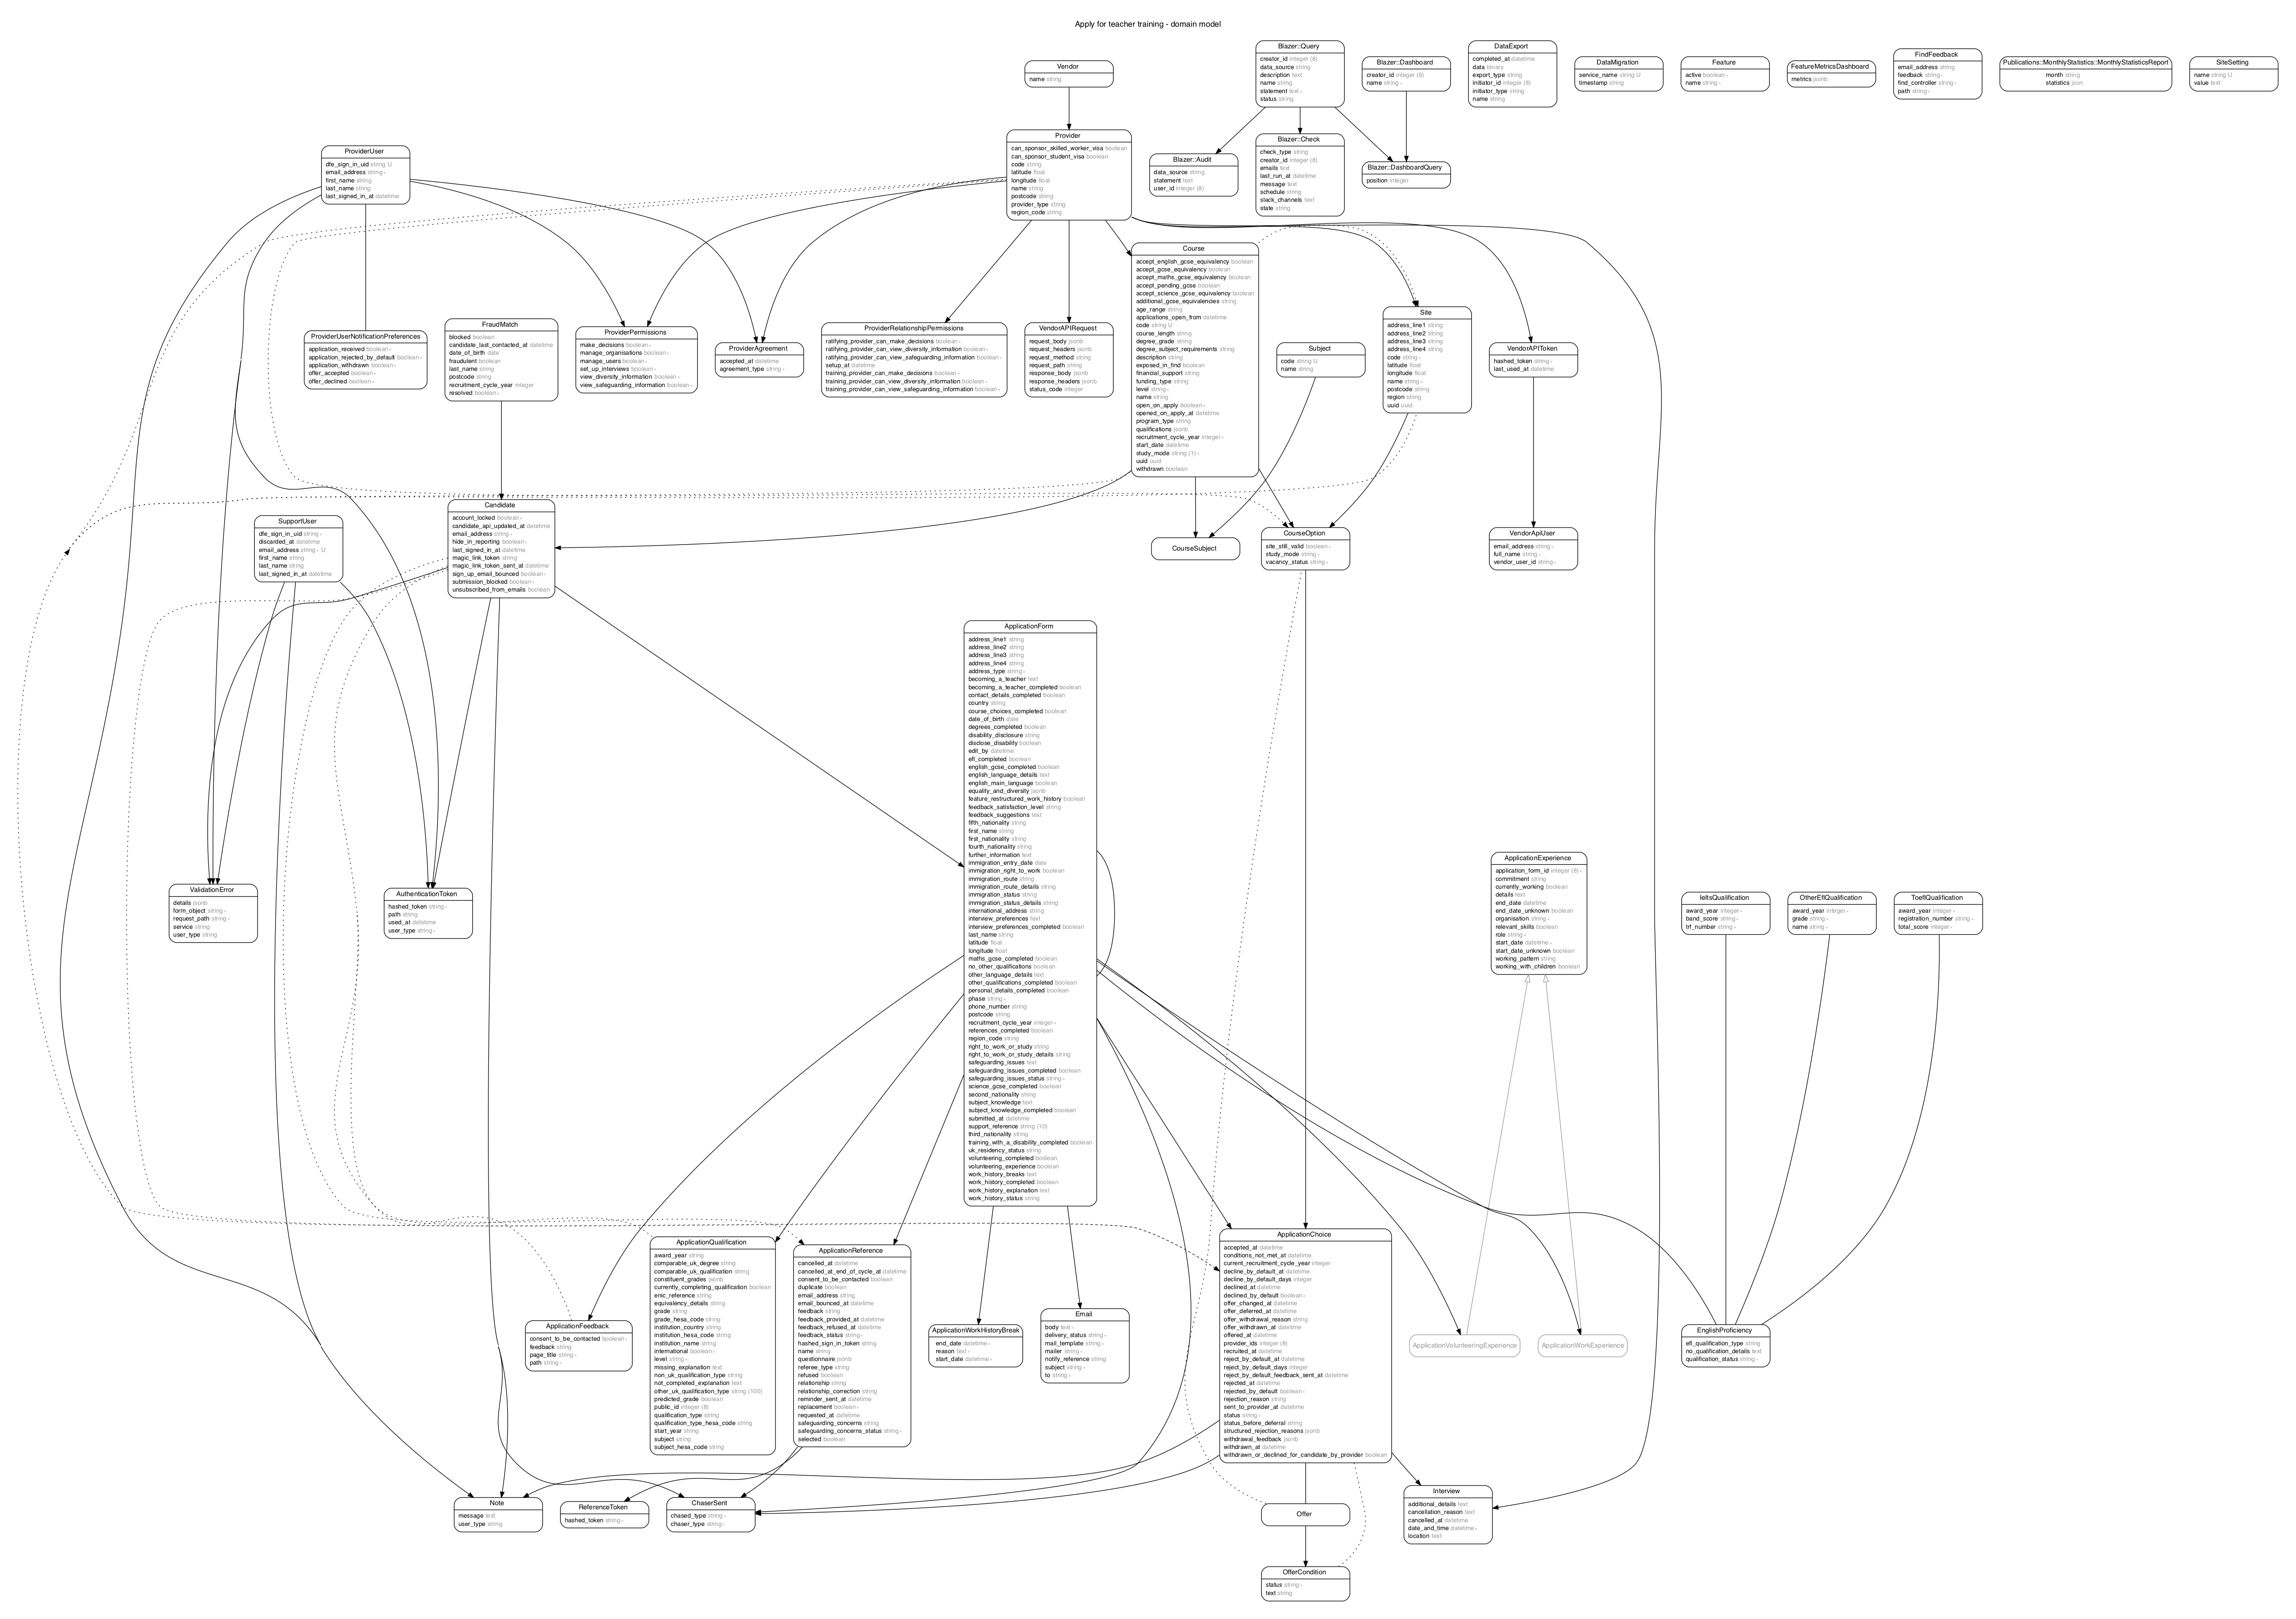 Apply for teacher training - domain model
Vendor
name string
Blazer::Query
creator_id integer (8)
data_source string
description text
name string
statement text ∗
status string
Blazer::Dashboard
creator_id integer (8)
name string ∗
DataExport
completed_at datetime
data binary
export_type string
initiator_id integer (8)
initiator_type string
name string
DataMigration
service_name string U
timestamp string
Feature
active boolean ∗
name string ∗
FeatureMetricsDashboard
metrics jsonb
FindFeedback
email_address string
feedback string ∗
find_controller string ∗
path string ∗
Publications::MonthlyStatistics::MonthlyStatisticsReport
month string
statistics json
SiteSetting
name string U
value text
ProviderUser
dfe_sign_in_uid string U
email_address string ∗
first_name string
last_name string
last_signed_in_at datetime
Provider
can_sponsor_skilled_worker_visa boolean
can_sponsor_student_visa boolean
code string
latitude float
longitude float
name string
postcode string
provider_type string
region_code string
Blazer::Audit
data_source string
statement text
user_id integer (8)
Blazer::Check
check_type string
creator_id integer (8)
emails text
last_run_at datetime
message text
schedule string
slack_channels text
state string
Blazer::DashboardQuery
position integer
ProviderUserNotificationPreferences
application_received boolean ∗
application_rejected_by_default boolean ∗
application_withdrawn boolean ∗
offer_accepted boolean ∗
offer_declined boolean ∗
FraudMatch
blocked boolean
candidate_last_contacted_at datetime
date_of_birth date
fraudulent boolean
last_name string
postcode string
recruitment_cycle_year integer
resolved boolean ∗
ProviderPermissions
make_decisions boolean ∗
manage_organisations boolean ∗
manage_users boolean ∗
set_up_interviews boolean ∗
view_diversity_information boolean ∗
view_safeguarding_information boolean ∗
ProviderAgreement
accepted_at datetime
agreement_type string ∗
ProviderRelationshipPermissions
ratifying_provider_can_make_decisions boolean ∗
ratifying_provider_can_view_diversity_information boolean ∗
ratifying_provider_can_view_safeguarding_information boolean ∗
setup_at datetime
training_provider_can_make_decisions boolean ∗
training_provider_can_view_diversity_information boolean ∗
training_provider_can_view_safeguarding_information boolean ∗
VendorAPIRequest
request_body jsonb
request_headers jsonb
request_method string
request_path string
response_body jsonb
response_headers jsonb
status_code integer
Course
accept_english_gcse_equivalency boolean
accept_gcse_equivalency boolean
accept_maths_gcse_equivalency boolean
accept_pending_gcse boolean
accept_science_gcse_equivalency boolean
additional_gcse_equivalencies string
age_range string
applications_open_from datetime
code string U
course_length string
degree_grade string
degree_subject_requirements string
description string
exposed_in_find boolean
financial_support string
funding_type string
level string ∗
name string
open_on_apply boolean ∗
opened_on_apply_at datetime
program_type string
qualifications jsonb
recruitment_cycle_year integer ∗
start_date datetime
study_mode string (1) ∗
uuid uuid
withdrawn boolean
Subject
code string U
name string
Site
address_line1 string
address_line2 string
address_line3 string
address_line4 string
code string ∗
latitude float
longitude float
name string ∗
postcode string
region string
uuid uuid
VendorAPIToken
hashed_token string ∗
last_used_at datetime
Candidate
account_locked boolean ∗
candidate_api_updated_at datetime
email_address string ∗
hide_in_reporting boolean ∗
last_signed_in_at datetime
magic_link_token string
magic_link_token_sent_at datetime
sign_up_email_bounced boolean ∗
submission_blocked boolean ∗
unsubscribed_from_emails boolean
SupportUser
dfe_sign_in_uid string ∗
discarded_at datetime
email_address string ∗ U
first_name string
last_name string
last_signed_in_at datetime
CourseSubject
CourseOption
site_still_valid boolean ∗
study_mode string ∗
vacancy_status string ∗
VendorApiUser
email_address string ∗
full_name string ∗
vendor_user_id string ∗
ApplicationForm
address_line1 string
address_line2 string
address_line3 string
address_line4 string
address_type string ∗
becoming_a_teacher text
becoming_a_teacher_completed boolean
contact_details_completed boolean
country string
course_choices_completed boolean
date_of_birth date
degrees_completed boolean
disability_disclosure string
disclose_disability boolean
edit_by datetime
efl_completed boolean
english_gcse_completed boolean
english_language_details text
english_main_language boolean
equality_and_diversity jsonb
feature_restructured_work_history boolean
feedback_satisfaction_level string
feedback_suggestions text
fifth_nationality string
first_name string
first_nationality string
fourth_nationality string
further_information text
immigration_entry_date date
immigration_right_to_work boolean
immigration_route string
immigration_route_details string
immigration_status string
immigration_status_details string
international_address string
interview_preferences text
interview_preferences_completed boolean
last_name string
latitude float
longitude float
maths_gcse_completed boolean
no_other_qualifications boolean
other_language_details text
other_qualifications_completed boolean
personal_details_completed boolean
phase string ∗
phone_number string
postcode string
recruitment_cycle_year integer ∗
references_completed boolean
region_code string
right_to_work_or_study string
right_to_work_or_study_details string
safeguarding_issues text
safeguarding_issues_completed boolean
safeguarding_issues_status string ∗
science_gcse_completed boolean
second_nationality string
subject_knowledge text
subject_knowledge_completed boolean
submitted_at datetime
support_reference string (10)
third_nationality string
training_with_a_disability_completed boolean
uk_residency_status string
volunteering_completed boolean
volunteering_experience boolean
work_history_breaks text
work_history_completed boolean
work_history_explanation text
work_history_status string
ValidationError
details jsonb
form_object string ∗
request_path string ∗
service string
user_type string
AuthenticationToken
hashed_token string ∗
path string
used_at datetime
user_type string ∗
ApplicationExperience
application_form_id integer (8) ∗
commitment string
currently_working boolean
details text
end_date datetime
end_date_unknown boolean
organisation string ∗
relevant_skills boolean
role string ∗
start_date datetime ∗
start_date_unknown boolean
working_pattern string
working_with_children boolean
IeltsQualification
award_year integer ∗
band_score string ∗
trf_number string ∗
OtherEflQualification
award_year integer ∗
grade string ∗
name string ∗
ToeflQualification
award_year integer ∗
registration_number string ∗
total_score integer ∗
ApplicationFeedback
consent_to_be_contacted boolean ∗
feedback string
page_title string ∗
path string ∗
ApplicationQualification
award_year string
comparable_uk_degree string
comparable_uk_qualification string
constituent_grades jsonb
currently_completing_qualification boolean
enic_reference string
equivalency_details string
grade string
grade_hesa_code string
institution_country string
institution_hesa_code string
institution_name string
international boolean ∗
level string ∗
missing_explanation text
non_uk_qualification_type string
not_completed_explanation text
other_uk_qualification_type string (100)
predicted_grade boolean
public_id integer (8)
qualification_type string
qualification_type_hesa_code string
start_year string
subject string
subject_hesa_code string
ApplicationReference
cancelled_at datetime
cancelled_at_end_of_cycle_at datetime
consent_to_be_contacted boolean
duplicate boolean
email_address string
email_bounced_at datetime
feedback string
feedback_provided_at datetime
feedback_refused_at datetime
feedback_status string ∗
hashed_sign_in_token string
name string
questionnaire jsonb
referee_type string
refused boolean
relationship string
relationship_correction string
reminder_sent_at datetime
replacement boolean ∗
requested_at datetime
safeguarding_concerns string
safeguarding_concerns_status string ∗
selected boolean
ApplicationWorkHistoryBreak
end_date datetime ∗
reason text ∗
start_date datetime ∗
Email
body text ∗
delivery_status string ∗
mail_template string ∗
mailer string ∗
notify_reference string
subject string ∗
to string ∗
ApplicationChoice
accepted_at datetime
conditions_not_met_at datetime
current_recruitment_cycle_year integer
decline_by_default_at datetime
decline_by_default_days integer
declined_at datetime
declined_by_default boolean ∗
offer_changed_at datetime
offer_deferred_at datetime
offer_withdrawal_reason string
offer_withdrawn_at datetime
offered_at datetime
provider_ids integer (8)
recruited_at datetime
reject_by_default_at datetime
reject_by_default_days integer
reject_by_default_feedback_sent_at datetime
rejected_at datetime
rejected_by_default boolean ∗
rejection_reason string
sent_to_provider_at datetime
status string ∗
status_before_deferral string
structured_rejection_reasons jsonb
withdrawal_feedback jsonb
withdrawn_at datetime
withdrawn_or_declined_for_candidate_by_provider boolean
ApplicationVolunteeringExperience
ApplicationWorkExperience
EnglishProficiency
efl_qualification_type string
no_qualification_details text
qualification_status string ∗
Note
message text
user_type string
ReferenceToken
hashed_token string ∗
ChaserSent
chased_type string ∗
chaser_type string ∗
Offer
Interview
additional_details text
cancellation_reason text
cancelled_at datetime
date_and_time datetime ∗
location text
OfferCondition
status string ∗
text string